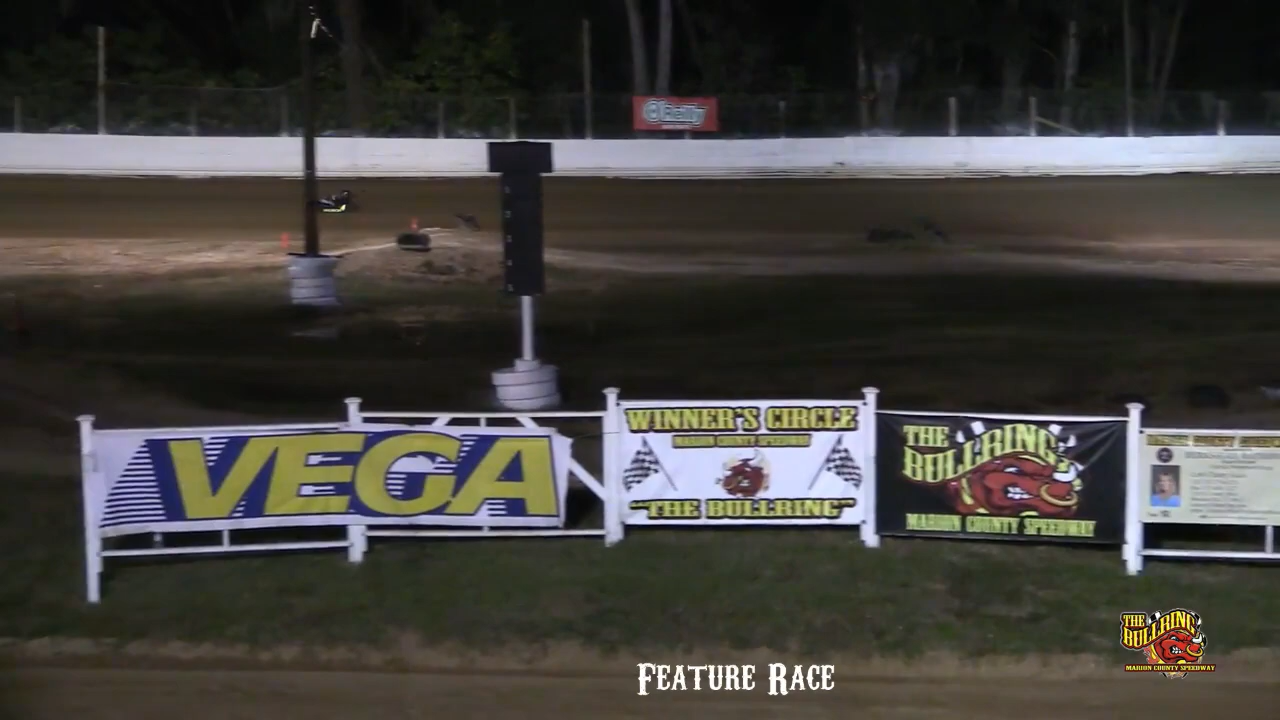 O'Reilly
VEGA
WINNER'S CIRCLE
MARION COUNTY SPEEDWAY
"THE BULLRING"
THE
BULLRING
MARION COUNTY SPEEDWAY
THE
BULLRING
MARION COUNTY SPEEDWAY
FEATURE RACE